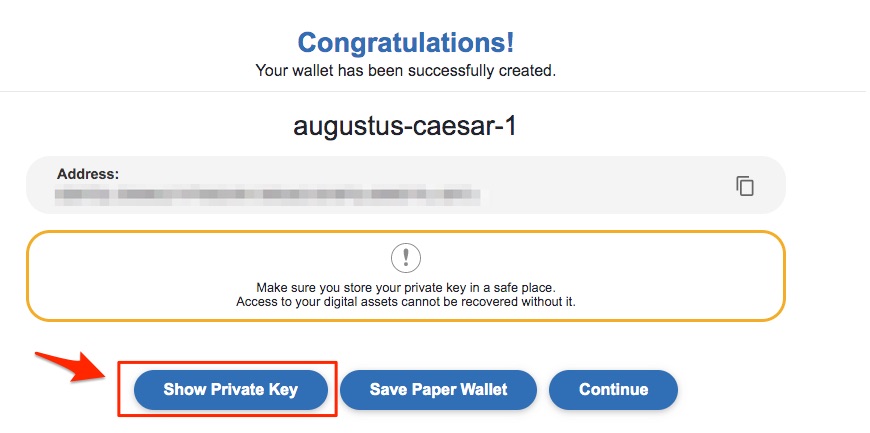 Congratulations!
Your wallet has been successfully created.
augustus-caesar-1
Address:
!
Make sure you store your private key in a safe place.
Access to your digital assets cannot be recovered without it.
Show Private Key
Save Paper Wallet
Continue